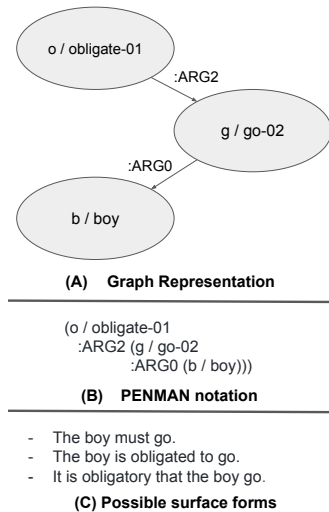 o / obligate-01
:ARG2
g / go-02
:ARG0
b / boy
(A) Graph Representation
(o / obligate-01
:ARG2 (g / go-02
:ARG0 (b / boy)))
(B) PENMAN notation
- The boy must go.
- The boy is obligated to go.
- It is obligatory that the boy go.
(C) Possible surface forms